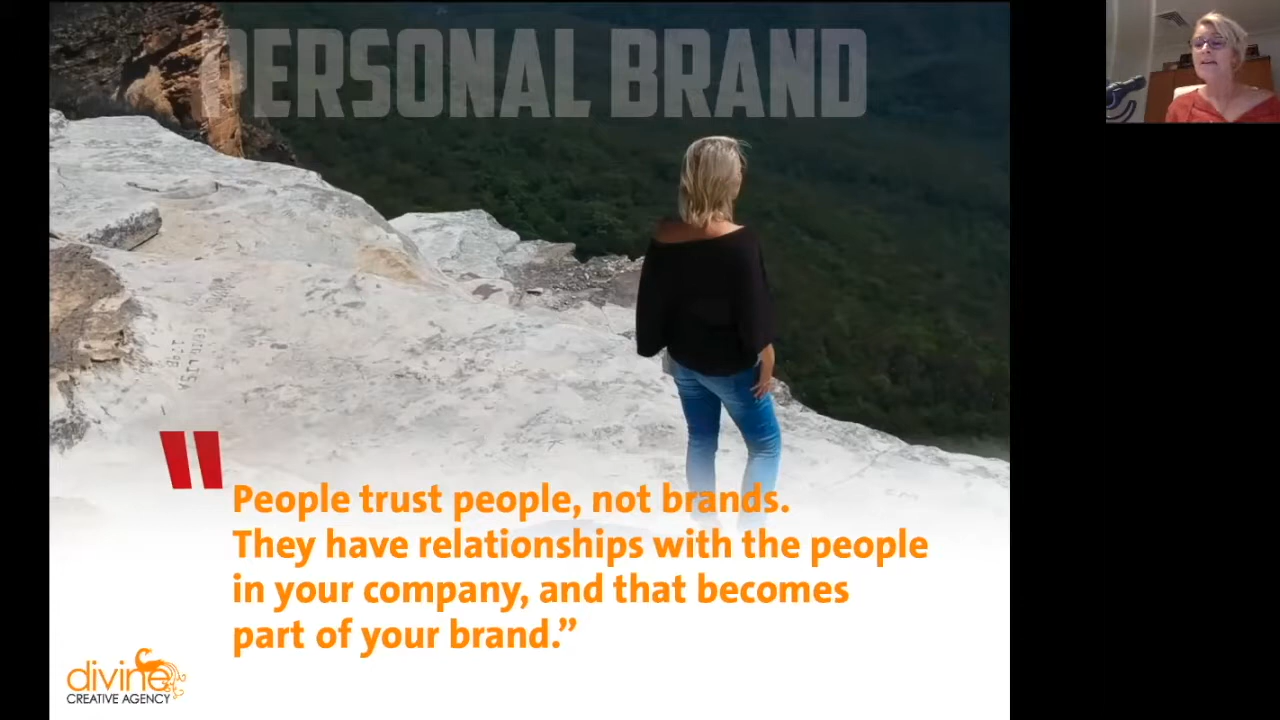 PERSONAL BRAND
"People trust people, not brands.
They have relationships with the people
in your company, and that becomes
part of your brand.”
divine
CREATIVE AGENCY